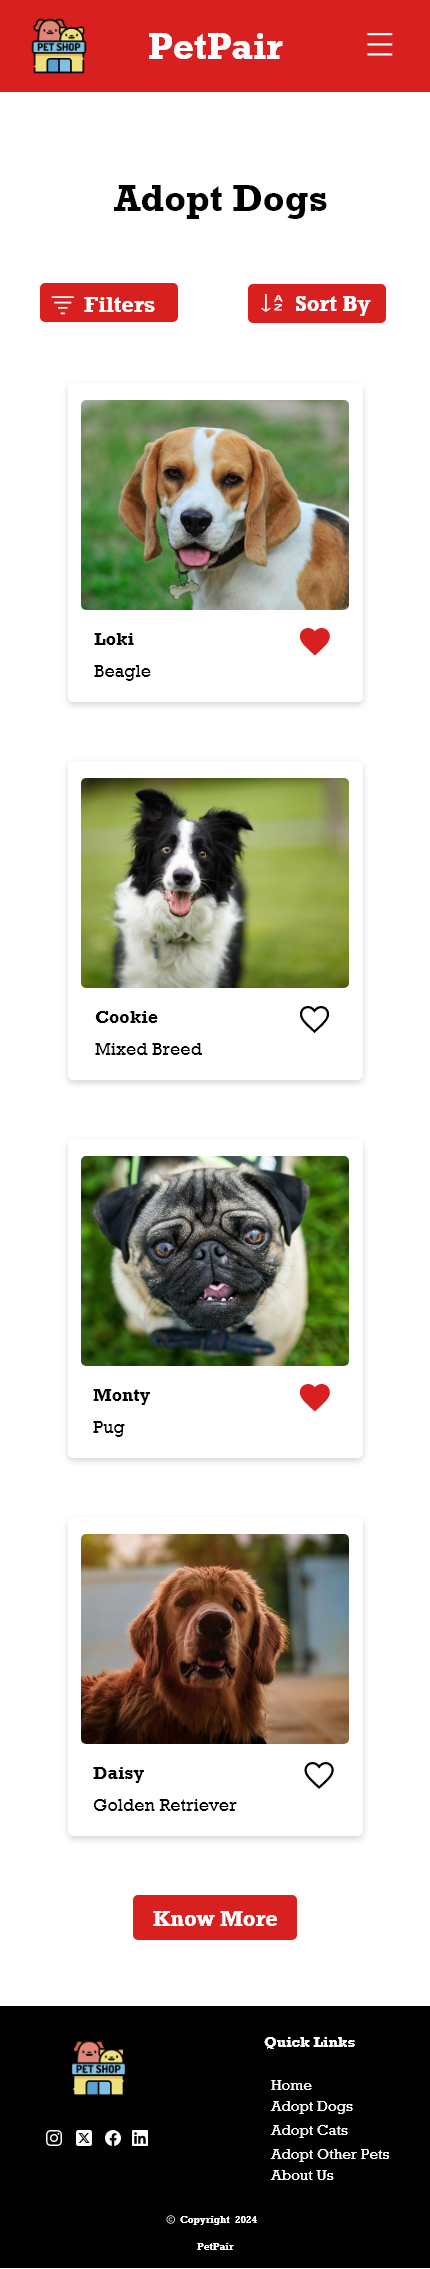 PET SHOP
PetPair
Adopt Dogs
Filters
A
Z
Sort By
Loki
Beagle
Cookie
Mixed Breed
Monty
Pug
Daisy
Golden Retriever
Know More
PET SHOP
Quick Links
Home
Adopt Dogs
Adopt Cats
Adopt Other Pets
About Us
© Copyright 2024
PetPair